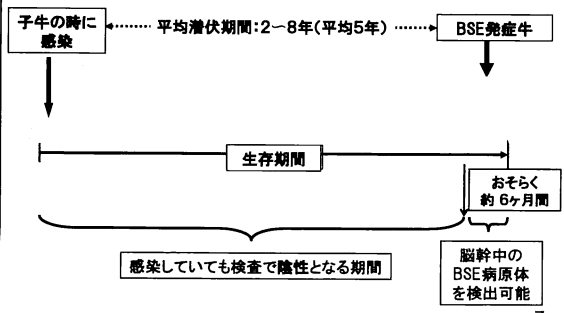 子牛の時に
感染
平均潜伏期間:2〜8年(平均5年)
BSE発症牛
生存期間
おそらく
約 6ヶ月間
感染していても検査で陰性となる期間
脳幹中の
BSE病原体
を検出可能